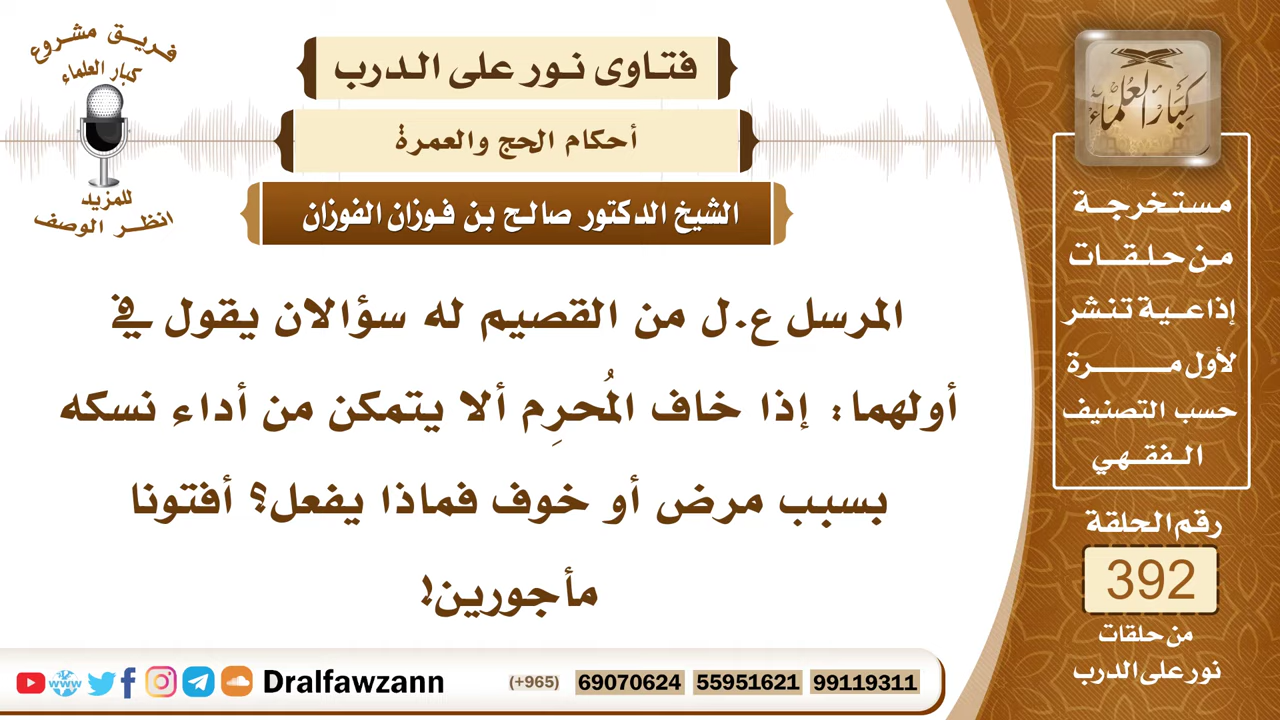 فريق مشروع
كبار العلماء
للمزيد
انظر الوصف
فتاوى نور على الدرب
أحكام الحج والعمرة
الشيخ الدكتور صالح بن فوزان الفوزان
المرسل ع.ل من القصيم له سؤالان يقول في
أولهما: إذا خاف المُحرِم ألا يتمكن من أداء نسكه
بسبب مرض أو خوف فماذا يفعل؟ أفتونا
مأجورين!
كبار العلماء
مستخرجة
من حلقات
إذاعية تنشر
لأول مرة
حسب التصنيف
الفقهي
رقم الحلقة
392
من حلقات
نور على الدرب
www Dralfawzann (+965) 69070624 55951621 99119311